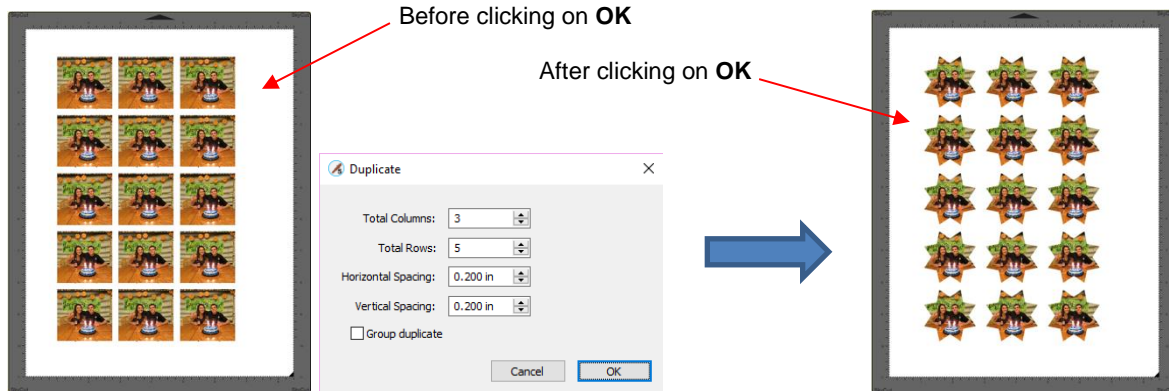 Before clicking on OK
After clicking on OK
Duplicate
Total Columns: 3
Total Rows: 5
Horizontal Spacing: 0.200 in
Vertical Spacing: 0.200 in
Group duplicate
Cancel OK